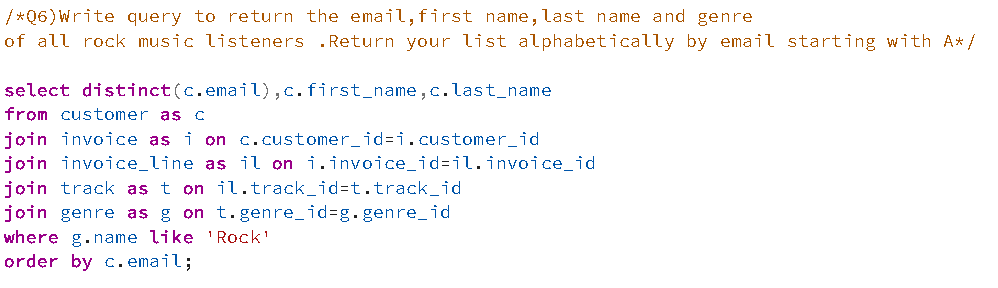 /*Q6)Write query to return the email,first name,last name and genre
of all rock music listeners .Return your list alphabetically by email starting with A*/
select distinct(c.email),c.first_name,c.last_name
from customer as c
join invoice as i on c.customer_id=i.customer_id
join invoice_line as il on i.invoice_id=il.invoice_id
join track as t on il.track_id=t.track_id
join genre as g on t.genre_id=g.genre_id
where g.name like 'Rock'
order by c.email;